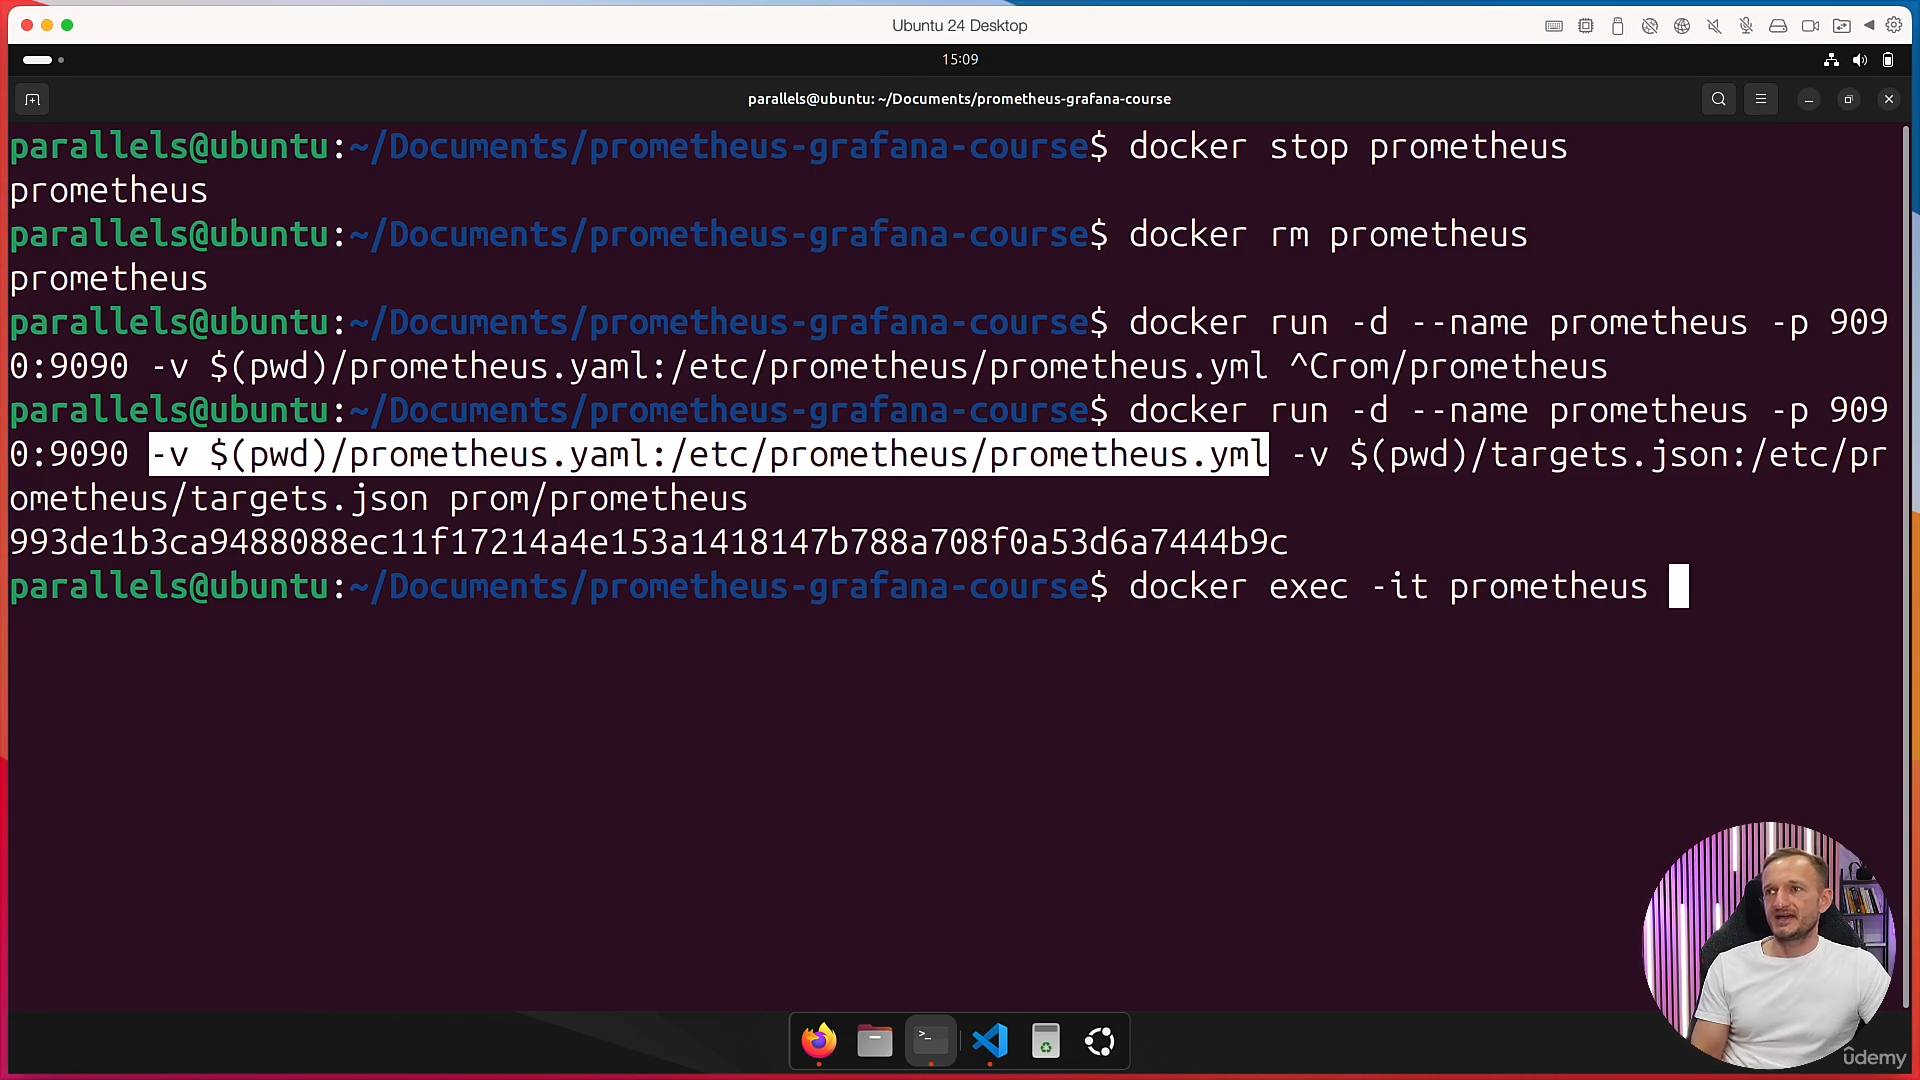 Ubuntu 24 Desktop
15:09
parallels@ubuntu: ~/Documents/prometheus-grafana-course
parallels@ubuntu:~/Documents/prometheus-grafana-course$ docker stop prometheus
prometheus
parallels@ubuntu:~/Documents/prometheus-grafana-course$ docker rm prometheus
prometheus
parallels@ubuntu:~/Documents/prometheus-grafana-course$ docker run -d --name prometheus -p 909
0:9090 -v $(pwd)/prometheus.yaml:/etc/prometheus/prometheus.yml ^Crom/prometheus
parallels@ubuntu:~/Documents/prometheus-grafana-course$ docker run -d --name prometheus -p 909
0:9090 -v $(pwd)/prometheus.yaml:/etc/prometheus/prometheus.yml -v $(pwd)/targets.json:/etc/pr
ometheus/targets.json prom/prometheus
993de1b3ca9488088ec11f17214a4e153a1418147b788a708f0a53d6a7444b9c
parallels@ubuntu:~/Documents/prometheus-grafana-course$ docker exec -it prometheus
udemy